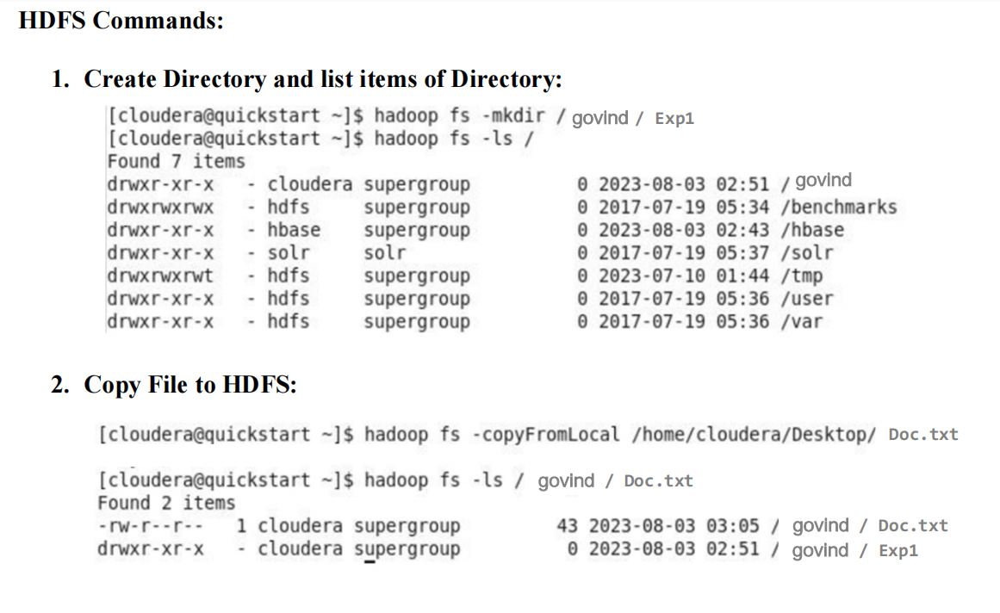 HDFS Commands:
1. Create Directory and list items of Directory:
[cloudera@quickstart ~]$ hadoop fs -mkdir / govind / Exp1
[cloudera@quickstart ~]$ hadoop fs -ls /
Found 7 items
drwxr-xr-x - cloudera supergroup 0 2023-08-03 02:51 / govind
drwxrwxrwx - hdfs supergroup 0 2017-07-19 05:34 /benchmarks
drwxr-xr-x - hbase supergroup 0 2023-08-03 02:43 /hbase
drwxr-xr-x - solr solr 0 2017-07-19 05:37 /solr
drwxrwxrwt - hdfs supergroup 0 2023-07-10 01:44 /tmp
drwxr-xr-x - hdfs supergroup 0 2017-07-19 05:36 /user
drwxr-xr-x - hdfs supergroup 0 2017-07-19 05:36 /var
2. Copy File to HDFS:
[cloudera@quickstart ~]$ hadoop fs -copyFromLocal /home/cloudera/Desktop/ Doc.txt
[cloudera@quickstart ~]$ hadoop fs -ls / govind / Doc.txt
Found 2 items
-rw-r--r-- 1 cloudera supergroup 43 2023-08-03 03:05 / govind / Doc.txt
drwxr-xr-x - cloudera supergroup 0 2023-08-03 02:51 / govind / Exp1